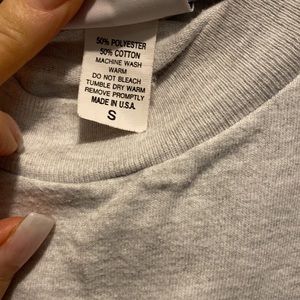 50% POLYESTER
50% COTTON
MACHINE WASH
WARM
DO NOT BLEACH
TUMBLE DRY WARM
REMOVE PROMPTLY
MADE IN U.S.A.
S